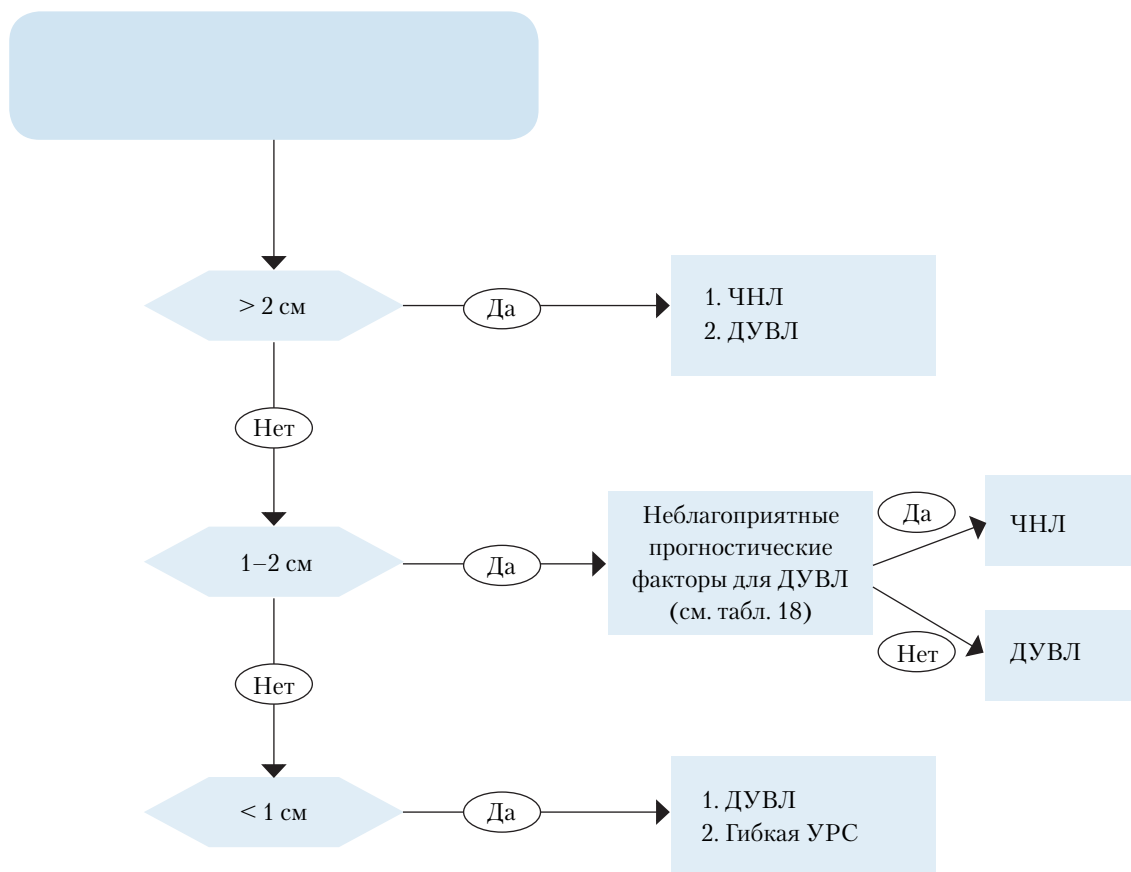 > 2 см
Да
1. ЧНЛ
2. ДУВЛ
Нет
1–2 см
Да
Неблагоприятные
прогностические
факторы для ДУВЛ
(см. табл. 18)
Да
ЧНЛ
Нет
ДУВЛ
Нет
< 1 см
Да
1. ДУВЛ
2. Гибкая УРС